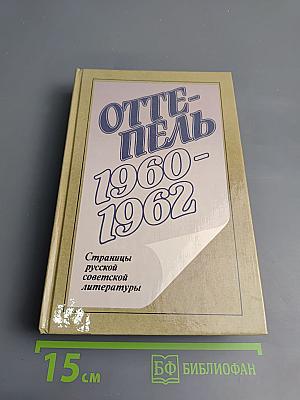 ОТТЕ-
ПЕЛЬ
1960-
1962
Страницы
русской
советской
литературы
15 см
БФ БИБЛИОФАН